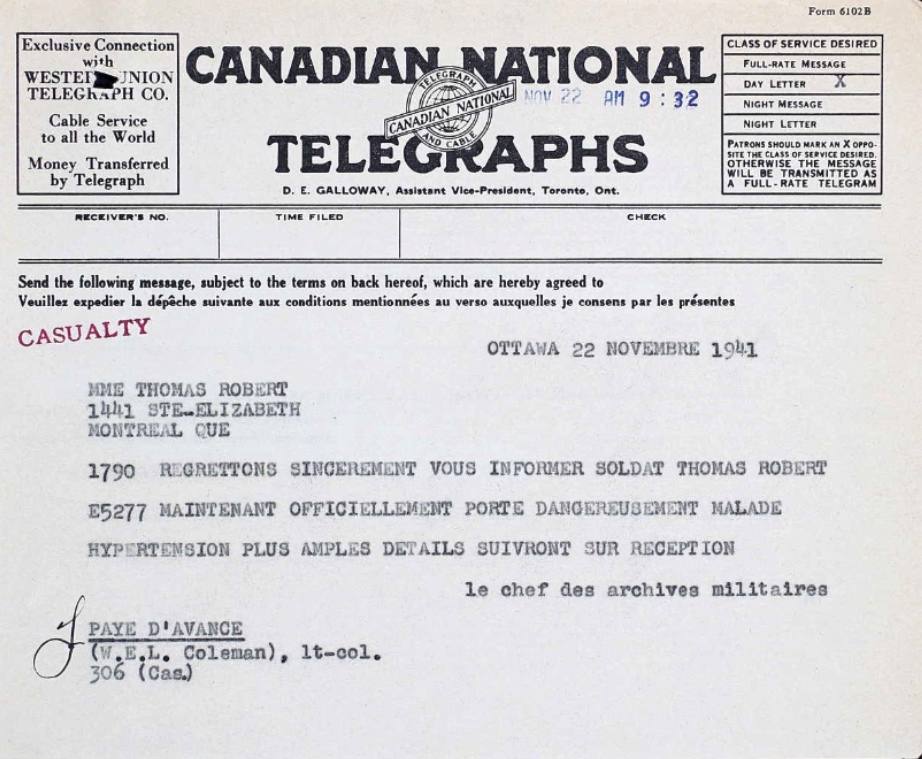 Form 6102B
Exclusive Connection
with
WESTERN UNION
TELEGRAPH CO.
Cable Service
to all the World
Money Transferred
by Telegraph
CANADIAN NATIONAL
TELEGRAPHS
TELEGRAPH
CANADIAN NATIONAL
AND CABLE
NOV 22 AM 9:32
D. E. GALLOWAY, Assistant Vice-President, Toronto, Ont.
CLASS OF SERVICE DESIRED
FULL-RATE MESSAGE
DAY LETTER X
NIGHT MESSAGE
NIGHT LETTER
PATRONS SHOULD MARK AN X OPPO-
SITE THE CLASS OF SERVICE DESIRED.
OTHERWISE THE MESSAGE
WILL BE TRANSMITTED AS
A FULL-RATE TELEGRAM
RECEIVER'S NO. TIME FILED CHECK
Send the following message, subject to the terms on back hereof, which are hereby agreed to
Veuillez expedier la dépêche suivante aux conditions mentionnées au verso auxquelles je consens par les présentes
CASUALTY
OTTAWA 22 NOVEMBRE 1941
MME THOMAS ROBERT
1441 STE-ELIZABETH
MONTREAL QUE
1790 REGRETTONS SINCEREMENT VOUS INFORMER SOLDAT THOMAS ROBERT
E5277 MAINTENANT OFFICIELLEMENT PORTE DANGEREUSEMENT MALADE
HYPERTENSION PLUS AMPLES DETAILS SUIVRONT SUR RECEPTION
le chef des archives militaires
PAYE D'AVANCE
(W.E.L. Coleman), lt-col.
306 (Cas.)